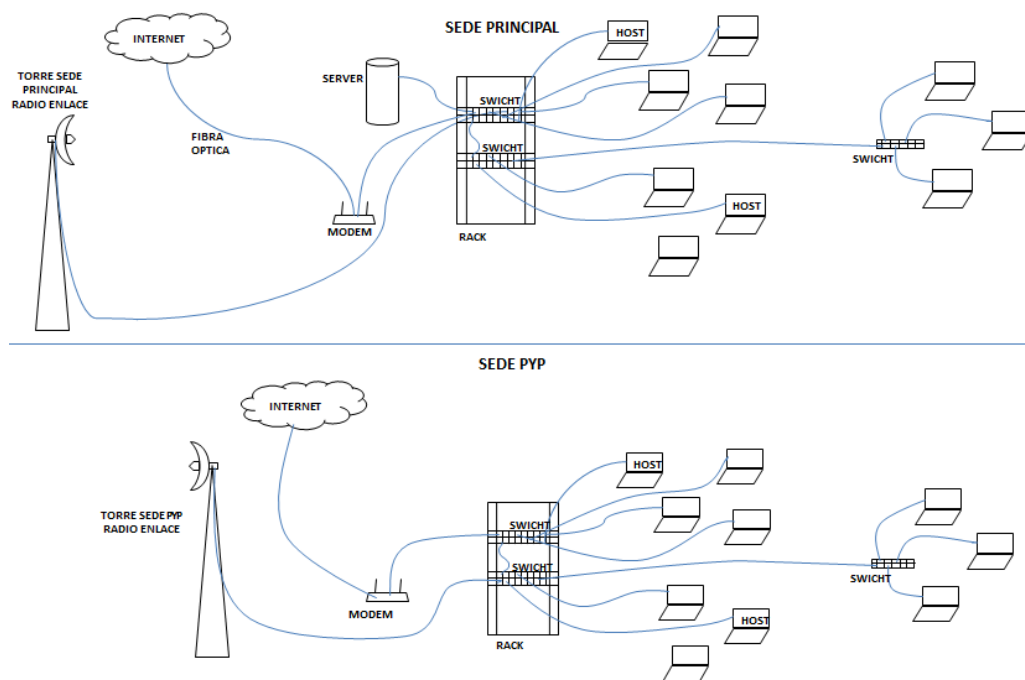 SEDE PRINCIPAL
INTERNET
HOST
TORRE SEDE
PRINCIPAL
RADIO ENLACE
SERVER
SWICHT
FIBRA
OPTICA
SWICHT
SWICHT
HOST
MODEM
RACK
SEDE PYP
INTERNET
HOST
TORRE SEDE PYP
RADIO ENLACE
SWICHT
SWICHT
SWICHT
MODEM
HOST
RACK